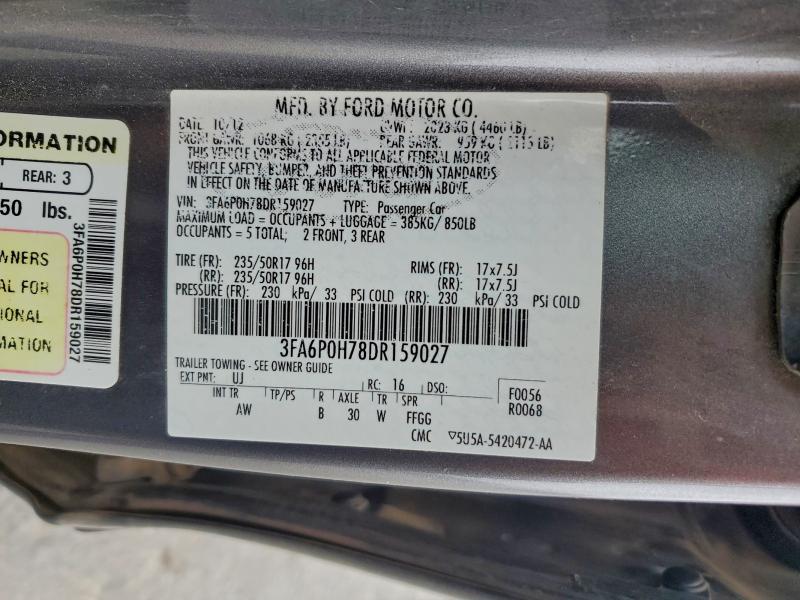 FORMATION
REAR: 3
50 lbs.
3FA6P0H78DR159027
WNERS
AL FOR
IONAL
MATION
MFD. BY FORD MOTOR CO.
DATE: 10/12 GVWR: 2023 KG ( 4460 LB)
FRONT GAWR: 1068 KG ( 2355 LB) REAR GAWR: 959 KG ( 2115 LB)
THIS VEHICLE CONFORMS TO ALL APPLICABLE FEDERAL MOTOR
VEHICLE SAFETY, BUMPER, AND THEFT PREVENTION STANDARDS
IN EFFECT ON THE DATE OF MANUFACTURE SHOWN ABOVE.
VIN: 3FA6P0H78DR159027 TYPE: Passenger Car
MAXIMUM LOAD = OCCUPANTS + LUGGAGE = 385KG/ 850LB
OCCUPANTS = 5 TOTAL; 2 FRONT, 3 REAR
TIRE (FR): 235/50R17 96H RIMS (FR): 17x7.5J
(RR): 235/50R17 96H (RR): 17x7.5J
PRESSURE (FR): 230 kPa/ 33 PSI COLD (RR): 230 kPa/ 33 PSI COLD
3FA6P0H78DR159027
TRAILER TOWING - SEE OWNER GUIDE
EXT PNT: UJ RC: 16 DSO:
INT TR TP/PS R AXLE TR SPR
AW B 30 W FFGG
F0056
R0068
CMC ▽5U5A-5420472-AA